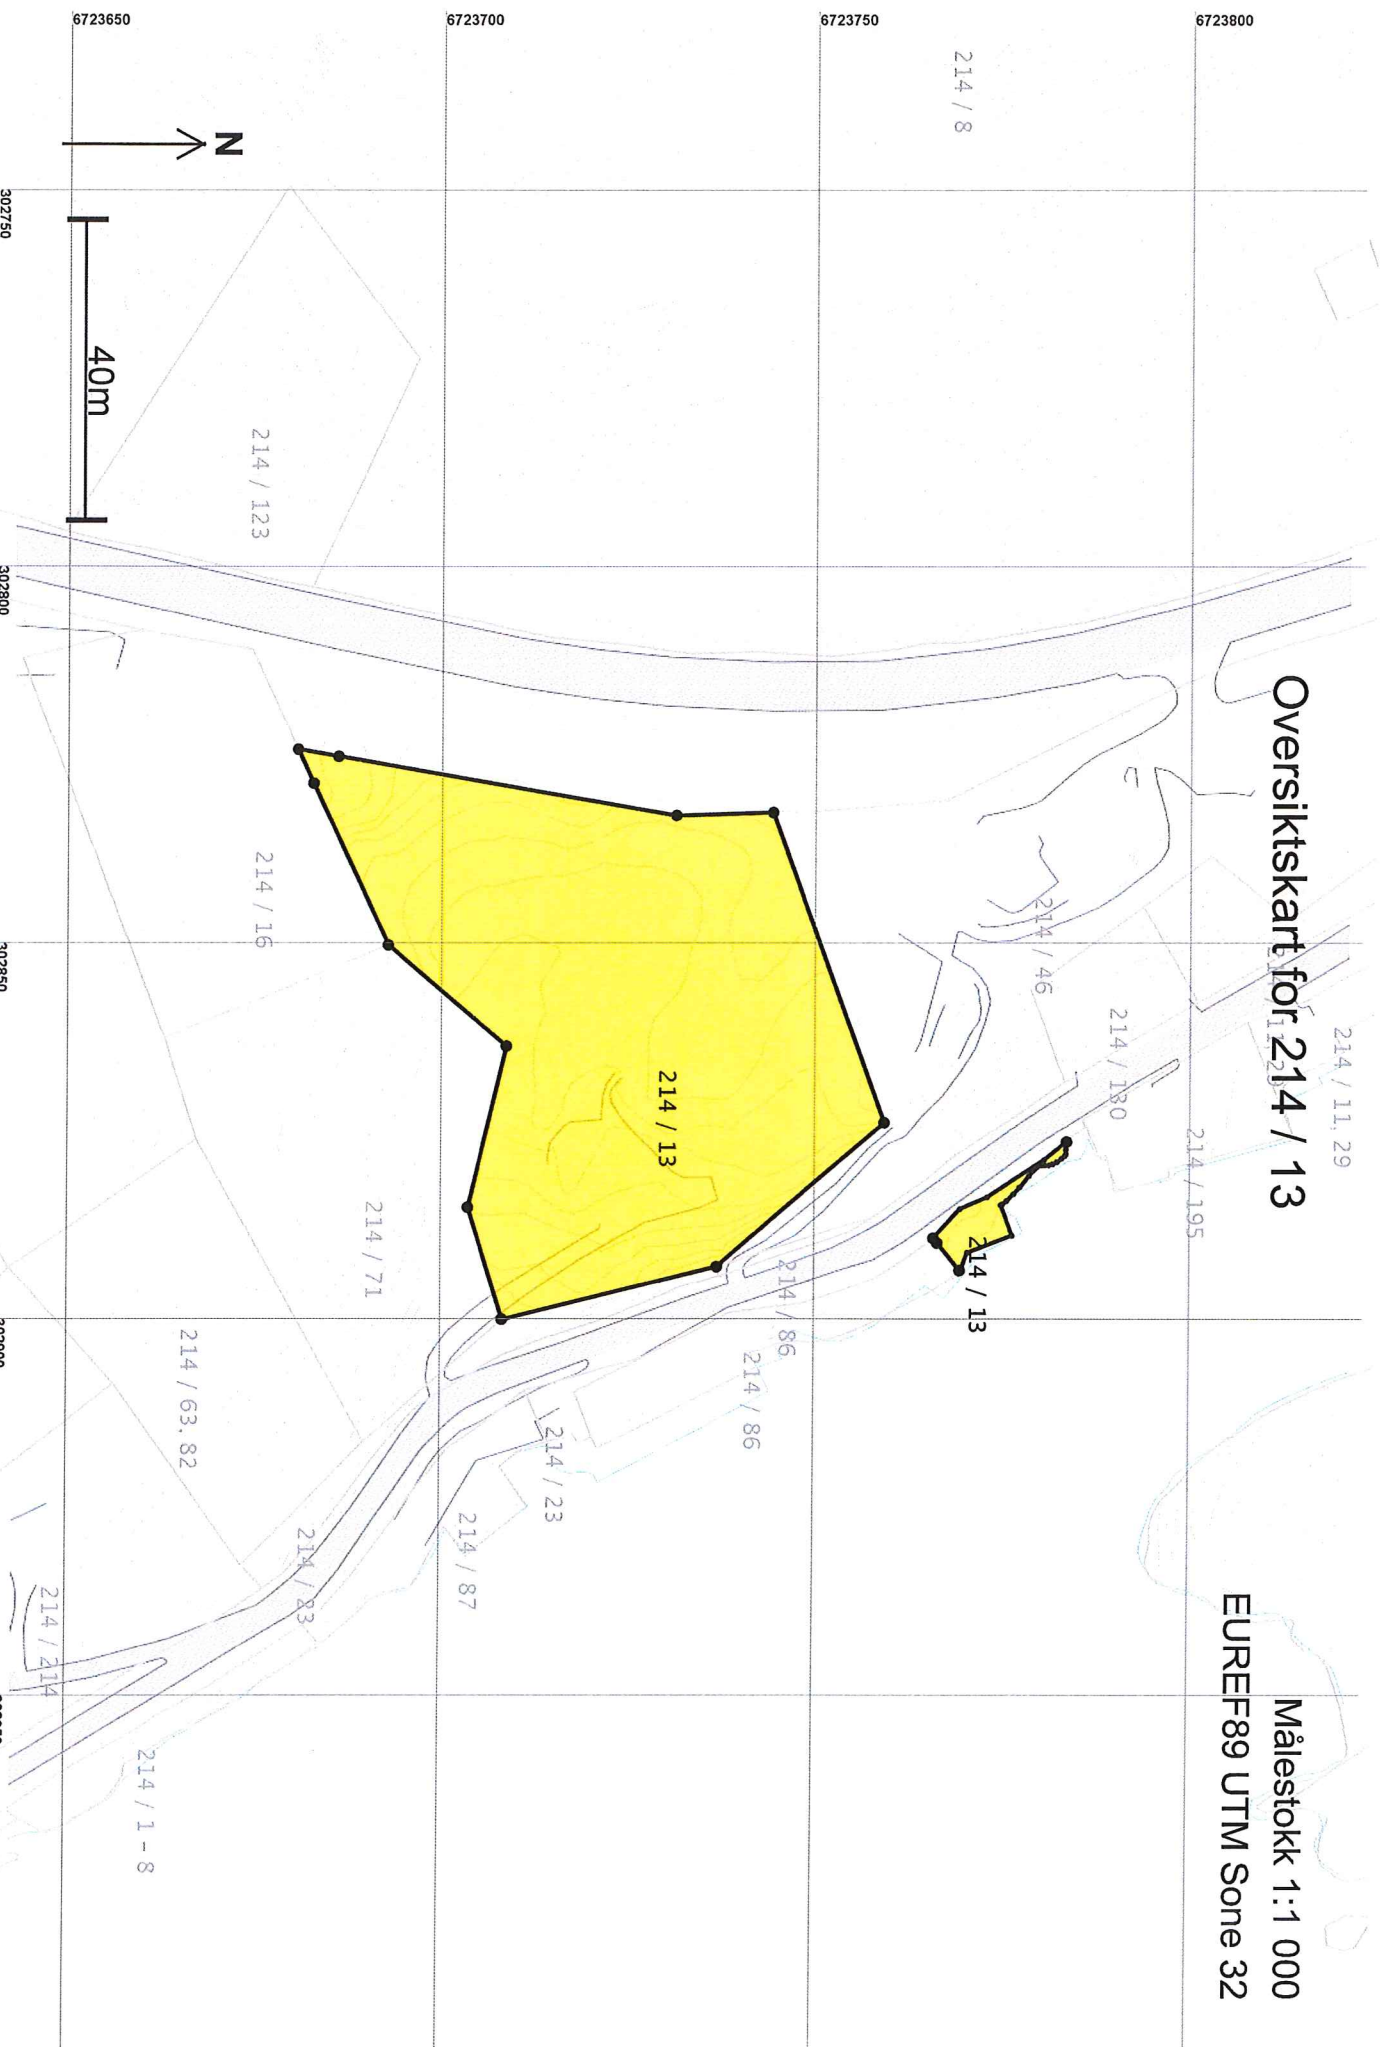 Oversiktskart for 214 / 13
Målestokk 1:1 000
EUREF89 UTM Sone 32
6723800
6723750
6723700
6723650
302750
302800
302850
N
40m
214 / 8
214 / 11, 29
214 / 195
214 / 130
214 / 46
214 / 13
214 / 13
214 / 86
214 / 86
214 / 23
214 / 87
214 / 123
214 / 16
214 / 71
214 / 63, 82
214 / 23
214 / 214
214 / 1 - 8